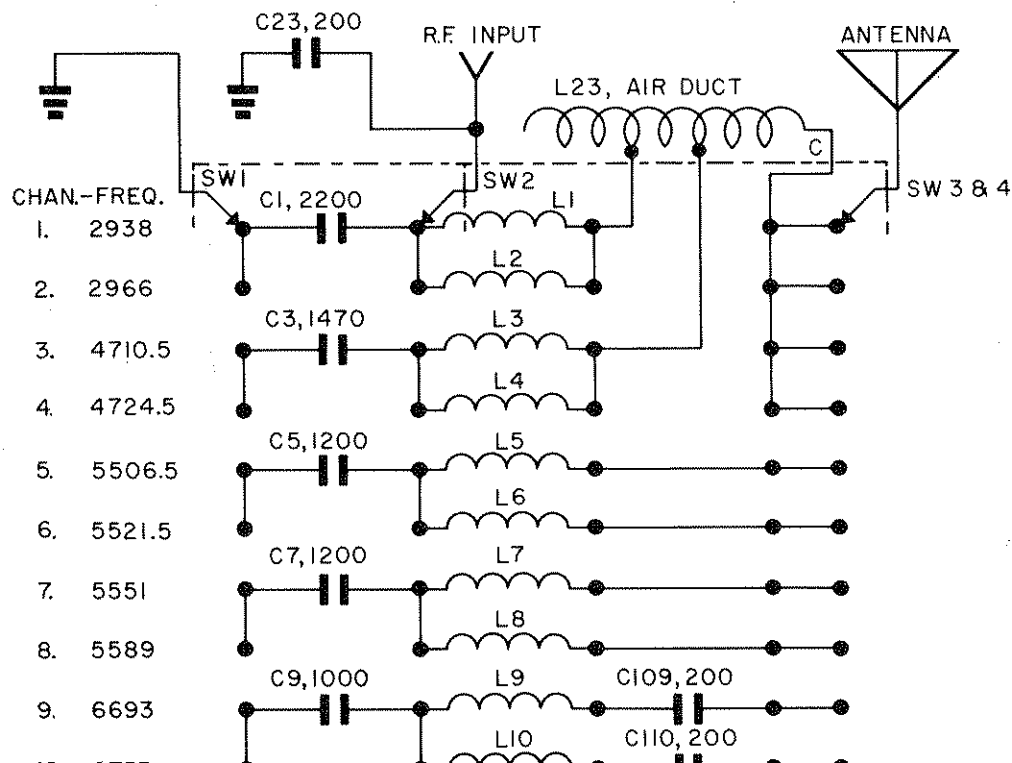 C23,200
R.F. INPUT
ANTENNA
L23, AIR DUCT
C
SW1
SW2
SW 3 & 4
CHAN.-FREQ.
C1, 2200
L1
1. 2938
L2
2. 2966
C3,1470
L3
3. 4710.5
L4
4. 4724.5
C5,1200
L5
5. 5506.5
L6
6. 5521.5
C7,1200
L7
7. 5551
L8
8. 5589
C9,1000
L9
C109,200
9. 6693
L10
C110, 200